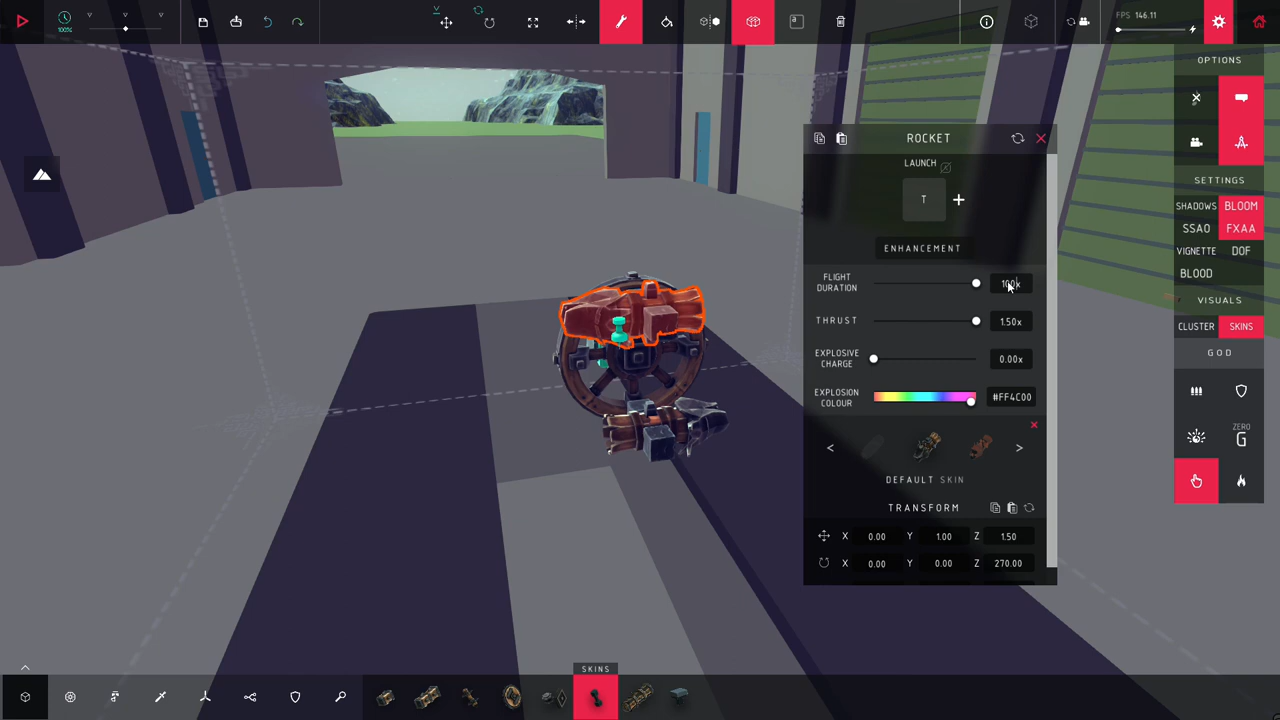 100%
a
FPS 146.11
OPTIONS
ROCKET
LAUNCH
T
ENHANCEMENT
FLIGHT
DURATION
100x
THRUST
1.50x
EXPLOSIVE
CHARGE
0.00x
EXPLOSION
COLOUR
#FF4C00
DEFAULT SKIN
TRANSFORM
X 0.00 Y 1.00 Z 1.50
X 0.00 Y 0.00 Z 270.00
SETTINGS
SHADOWS BLOOM
SSAO FXAA
VIGNETTE DOF
BLOOD
VISUALS
CLUSTER SKINS
GOD
ZERO
G
SKINS